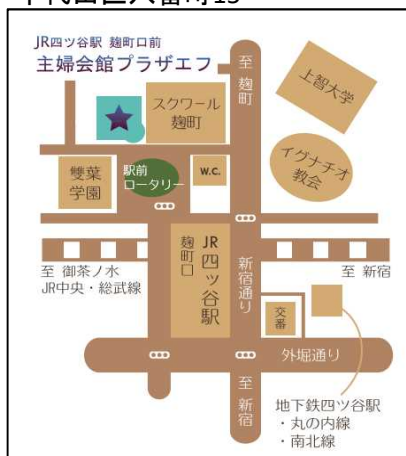 千代田区六番町15
JR四ツ谷駅 麹町口前
主婦会館プラザエフ
至
麹
町
上智大学
スクワール
麹町
イグナチオ
教会
雙葉
学園
駅前
ロータリー
W.C.
JR四ツ谷駅
麹町口
新宿通り
至 御茶ノ水
JR中央・総武線
至 新宿
交番
外堀通り
至
新
宿
地下鉄四ツ谷駅
・丸の内線
・南北線